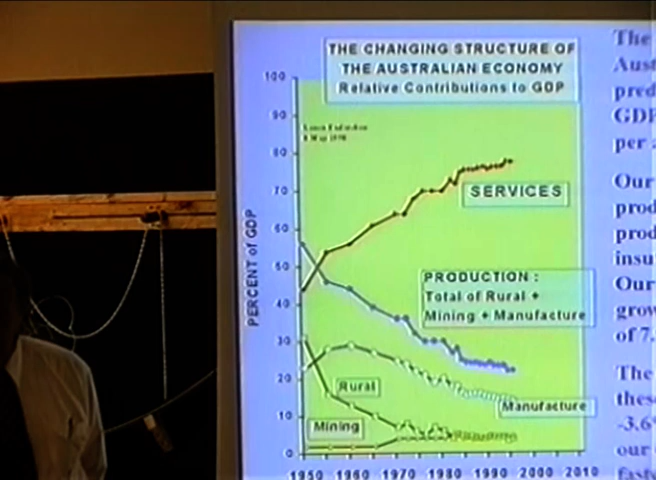 THE CHANGING STRUCTURE OF
THE AUSTRALIAN ECONOMY
Relative Contributions to GDP
100
90
80
70
60
50
40
30
20
10
0
PERCENT of GDP
SERVICES
PRODUCTION :
Total of Rural +
Mining + Manufacture
Rural
Manufacture
Mining
1950 1960 1970 1980 1990 2000 2010
The
Aust
pred
GDP
per
Our
prod
prod
insu
Our
grow
of 7.
The
thes
-3.6
our